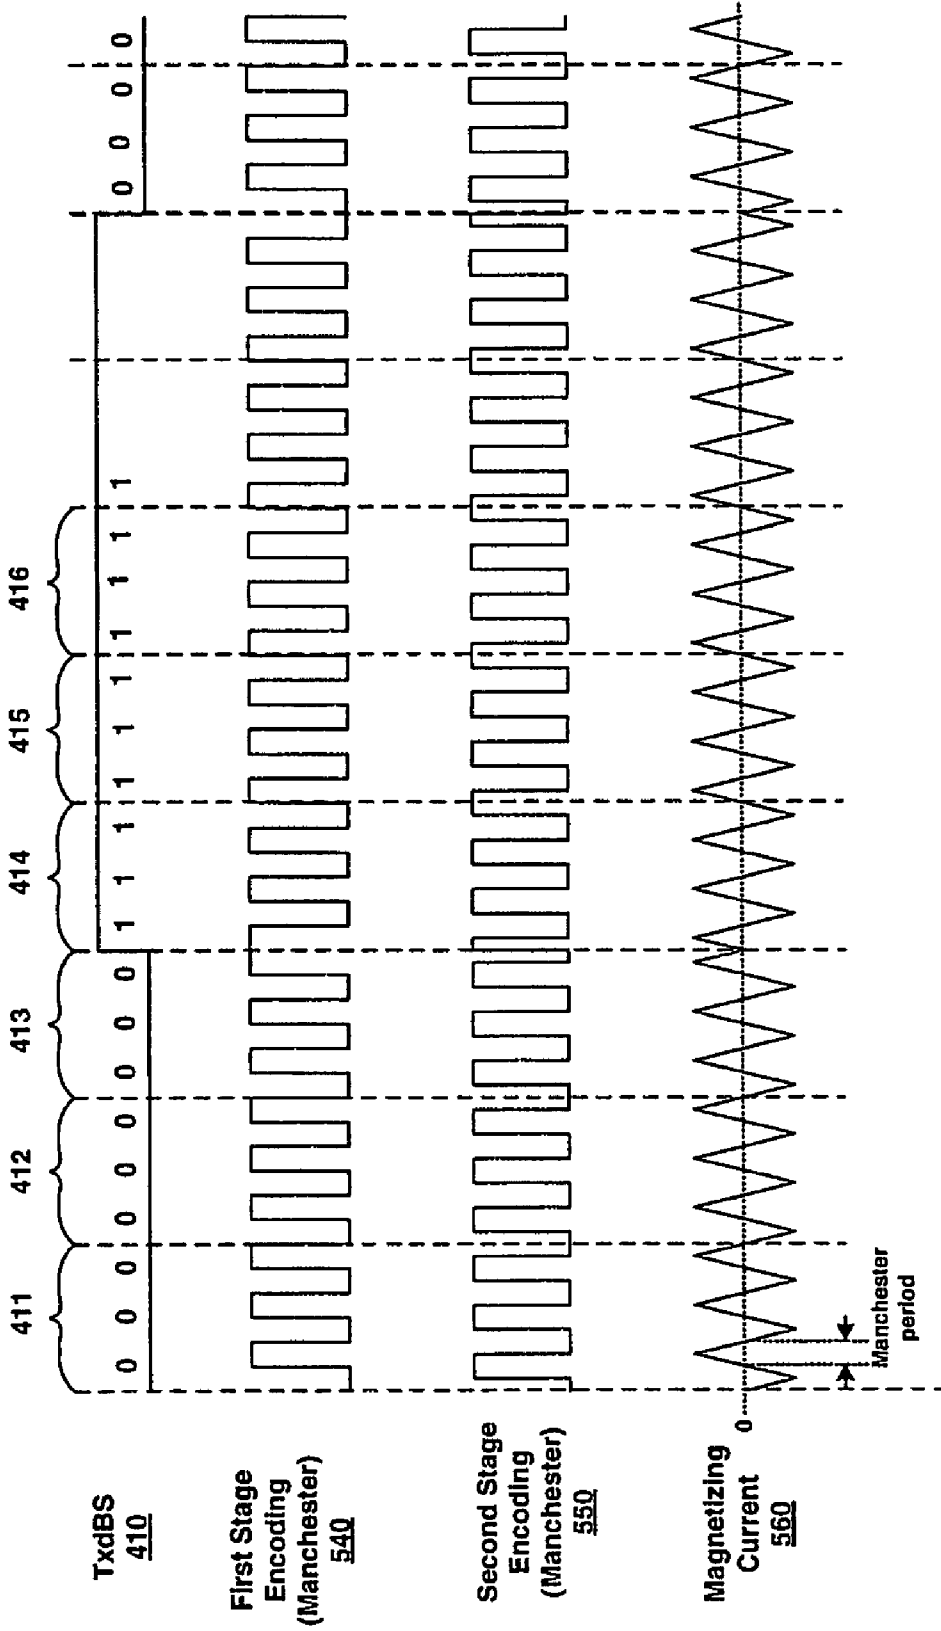 411 412 413 414 415 416
TxdBS
410
0 0 0 0 0 0 0 0 0 1 1 1 1 1 1 1 1 1 1 0 0 0 0
First Stage
Encoding
(Manchester)
540
Second Stage
Encoding
(Manchester)
550
Magnetizing
Current
560
0
Manchester
period